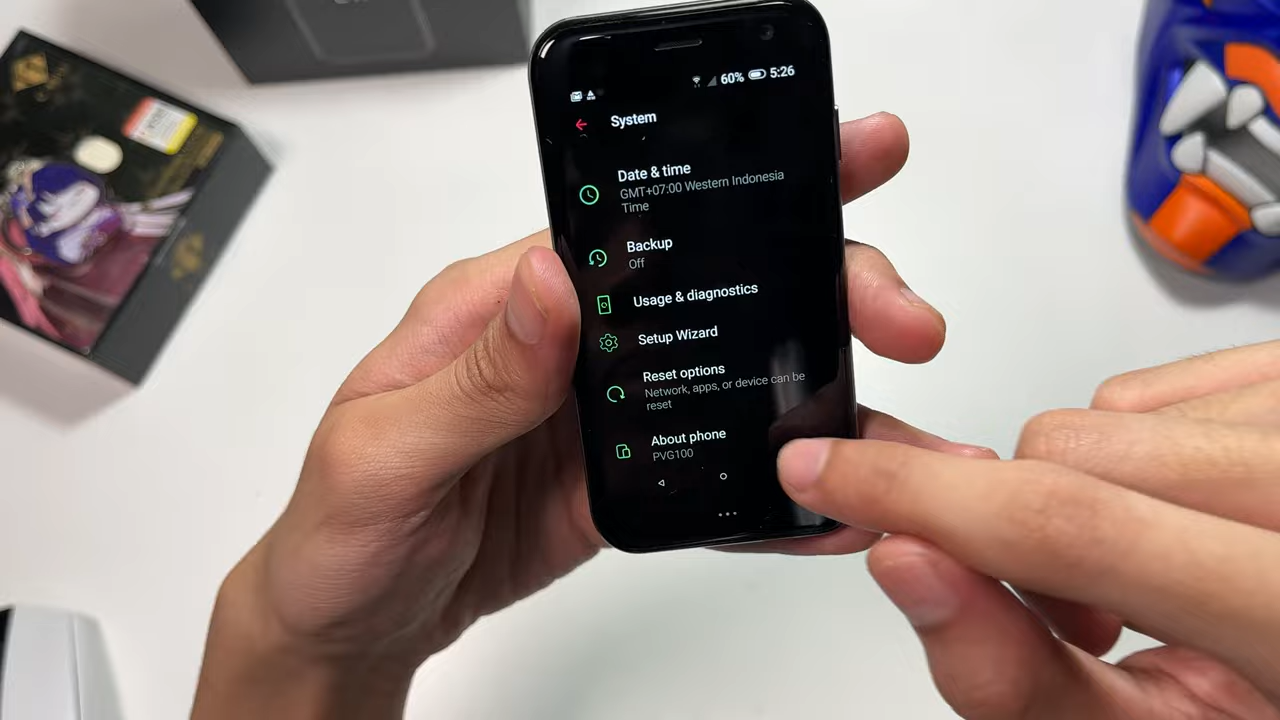 60% 5:26
System
Date & time
GMT+07:00 Western Indonesia
Time
Backup
Off
Usage & diagnostics
Setup Wizard
Reset options
Network, apps, or device can be
reset
About phone
PVG100